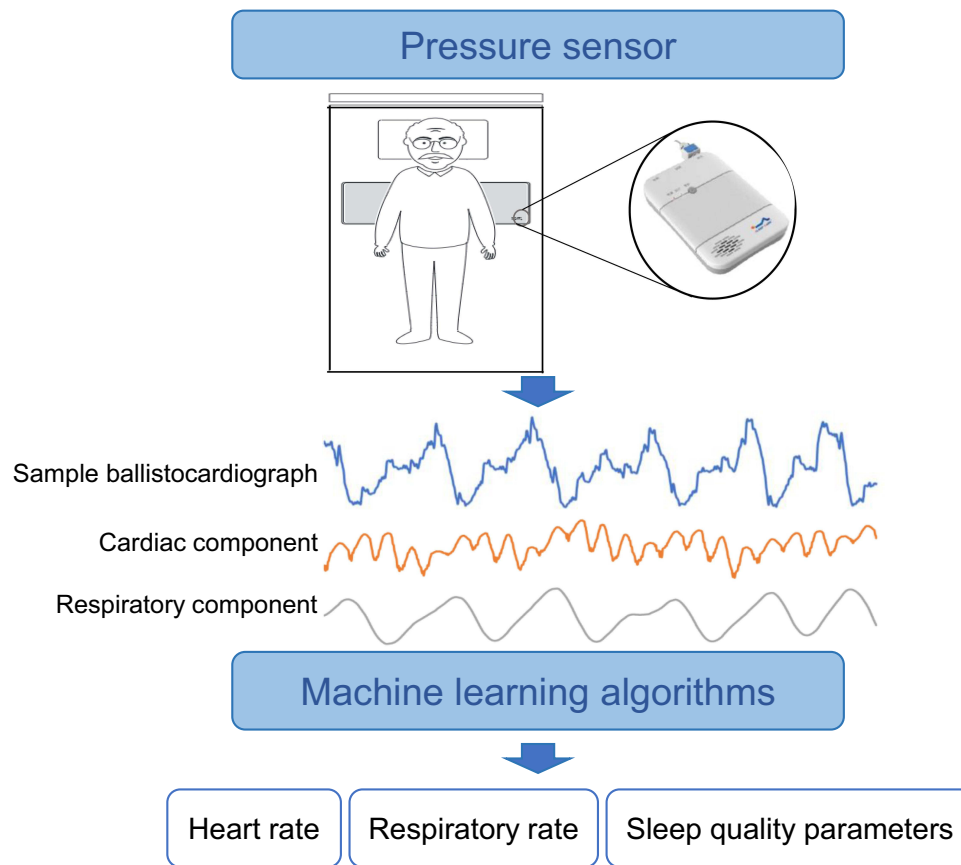 Pressure sensor
Sample ballistocardiograph
Cardiac component
Respiratory component
Machine learning algorithms
Heart rate
Respiratory rate
Sleep quality parameters